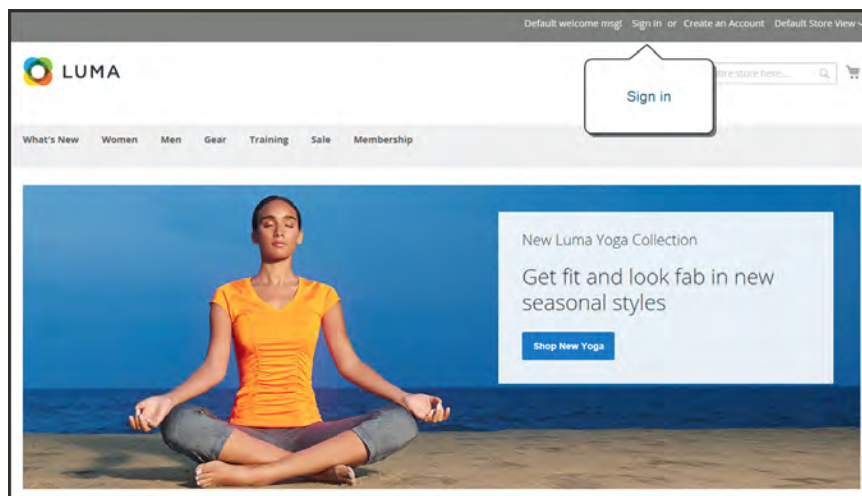 Default welcome msg! Sign In or Create an Account Default Store View
LUMA
store here...
Sign in
What's New Women Men Gear Training Sale Membership
New Luma Yoga Collection
Get fit and look fab in new
seasonal styles
Shop New Yoga